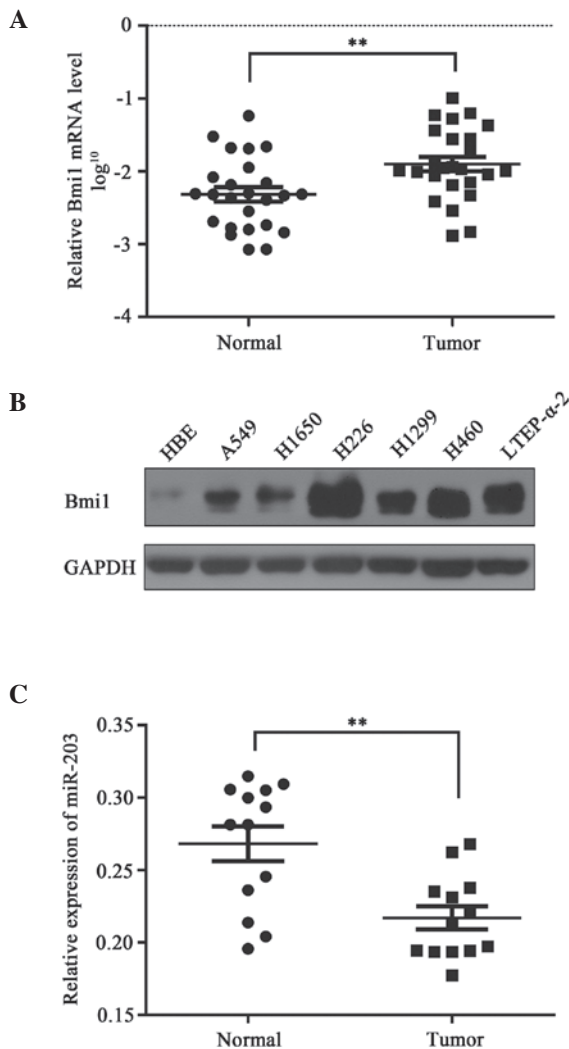 A
0
**
-1
-2
-3
-4
Relative Bmi1 mRNA level
log10
Normal
Tumor
B
HBE
A549
H1650
H226
H1299
H460
LTEP-α-2
Bmi1
GAPDH
C
0.35
**
0.30
0.25
0.20
0.15
Relative expression of miR-203
Normal
Tumor